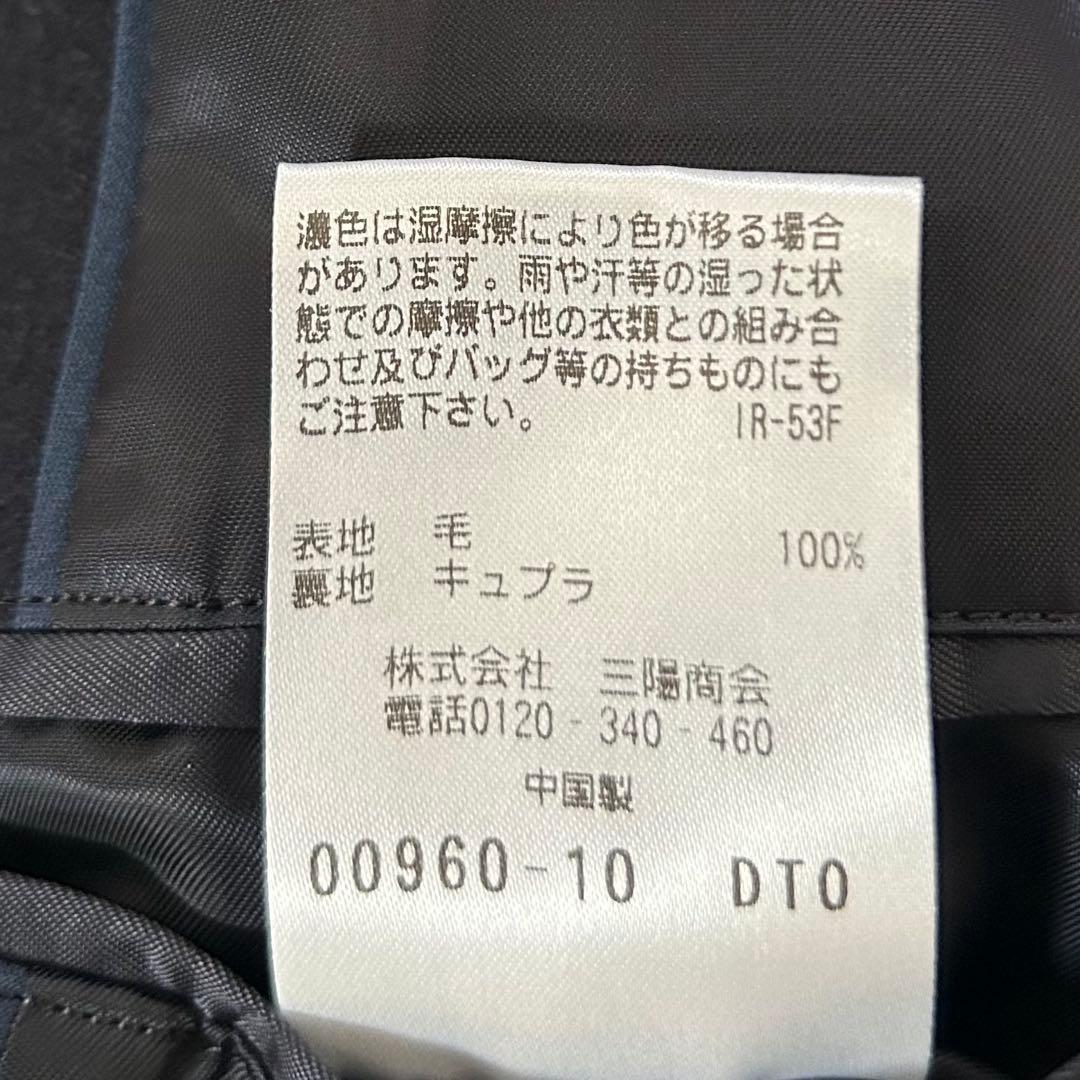 濃色は湿摩擦により色が移る場合
があります。雨や汗等の湿った状
態での摩擦や他の衣類との組み合
わせ及びバッグ等の持ちものにも
ご注意下さい。 IR-53F
表地 毛 100%
裏地 キュプラ
株式会社 三陽商会
電話0120-340-460
中国製
00960-10 DTO